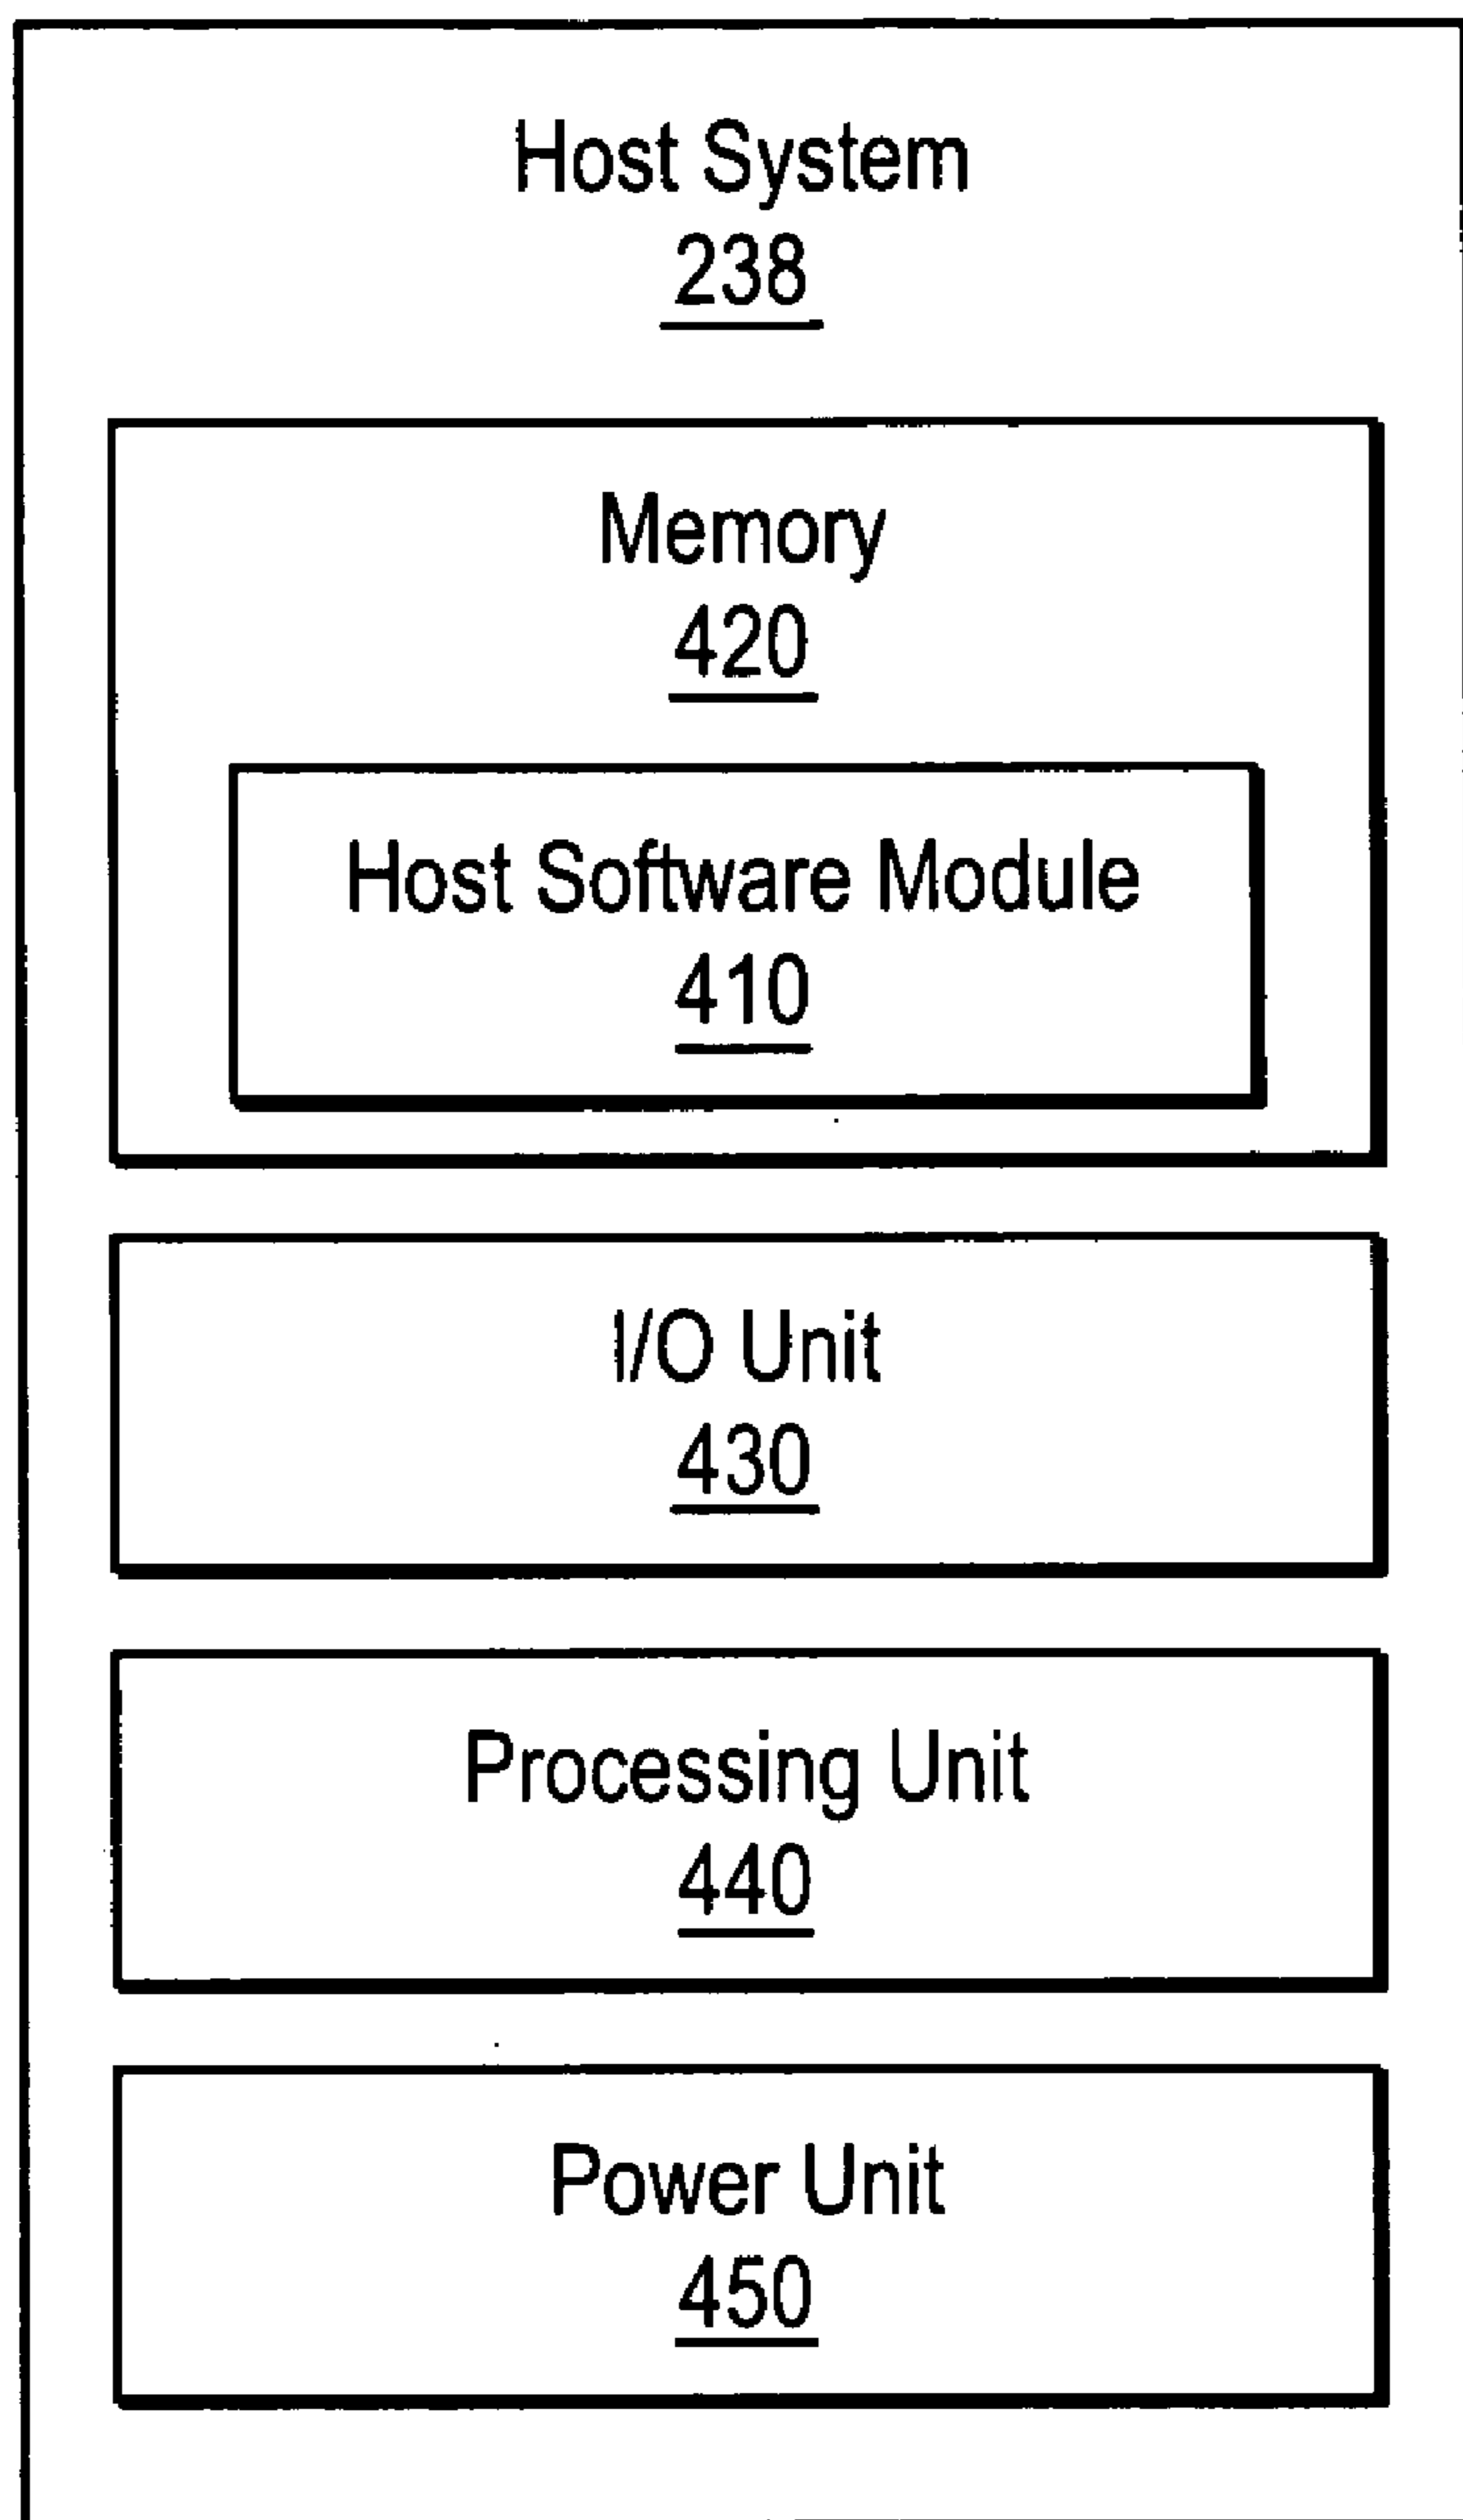 Host System
238
Memory
420
Host Software Module
410
I/O Unit
430
Processing Unit
440
Power Unit
450